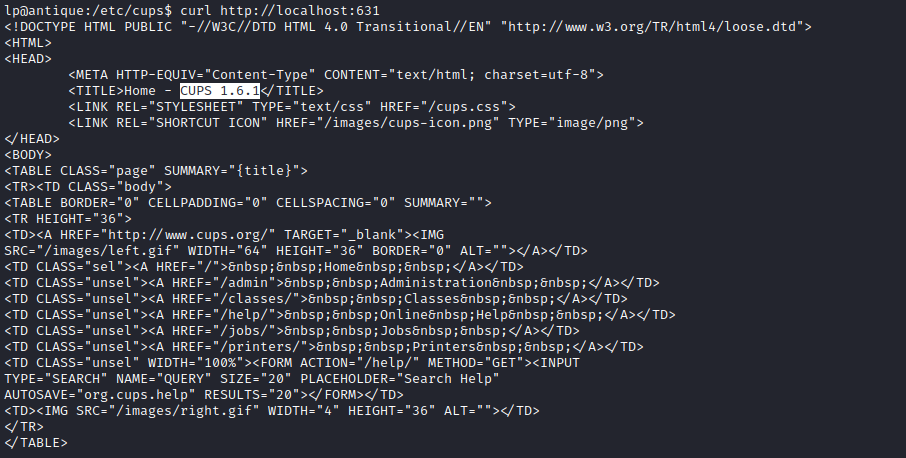 lp@antique:/etc/cups$ curl http://localhost:631
<!DOCTYPE HTML PUBLIC "-//W3C//DTD HTML 4.0 Transitional//EN" "http://www.w3.org/TR/html4/loose.dtd">
<HTML>
<HEAD>
        <META HTTP-EQUIV="Content-Type" CONTENT="text/html; charset=utf-8">
        <TITLE>Home - CUPS 1.6.1</TITLE>
        <LINK REL="STYLESHEET" TYPE="text/css" HREF="/cups.css">
        <LINK REL="SHORTCUT ICON" HREF="/images/cups-icon.png" TYPE="image/png">
</HEAD>
<BODY>
<TABLE CLASS="page" SUMMARY="{title}">
<TR><TD CLASS="body">
<TABLE BORDER="0" CELLPADDING="0" CELLSPACING="0" SUMMARY="">
<TR HEIGHT="36">
<TD><A HREF="http://www.cups.org/" TARGET="_blank"><IMG
SRC="/images/left.gif" WIDTH="64" HEIGHT="36" BORDER="0" ALT=""></A></TD>
<TD CLASS="sel"><A HREF="/">&nbsp;&nbsp;Home&nbsp;&nbsp;</A></TD>
<TD CLASS="unsel"><A HREF="/admin">&nbsp;&nbsp;Administration&nbsp;&nbsp;</A></TD>
<TD CLASS="unsel"><A HREF="/classes/">&nbsp;&nbsp;Classes&nbsp;&nbsp;</A></TD>
<TD CLASS="unsel"><A HREF="/help/">&nbsp;&nbsp;Online&nbsp;Help&nbsp;&nbsp;</A></TD>
<TD CLASS="unsel"><A HREF="/jobs/">&nbsp;&nbsp;Jobs&nbsp;&nbsp;</A></TD>
<TD CLASS="unsel"><A HREF="/printers/">&nbsp;&nbsp;Printers&nbsp;&nbsp;</A></TD>
<TD CLASS="unsel" WIDTH="100%"><FORM ACTION="/help/" METHOD="GET"><INPUT
TYPE="SEARCH" NAME="QUERY" SIZE="20" PLACEHOLDER="Search Help"
AUTOSAVE="org.cups.help" RESULTS="20"></FORM></TD>
<TD><IMG SRC="/images/right.gif" WIDTH="4" HEIGHT="36" ALT=""></TD>
</TR>
</TABLE>